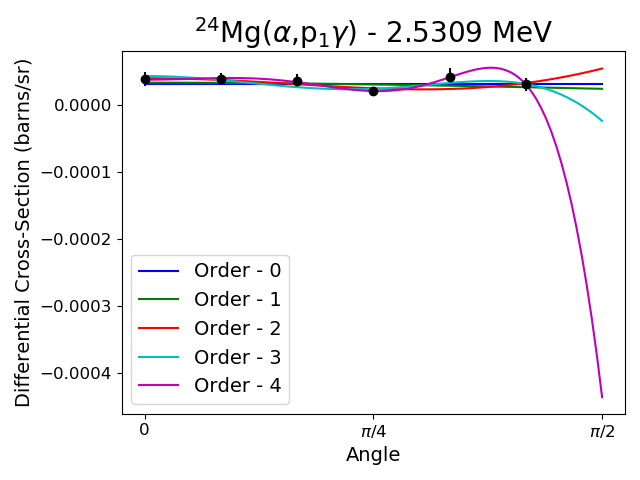 ²⁴Mg(α,p₁γ) - 2.5309 MeV
Differential Cross-Section (barns/sr)
0.0000
−0.0001
−0.0002
−0.0003
−0.0004
Order - 0
Order - 1
Order - 2
Order - 3
Order - 4
0
π/4
π/2
Angle